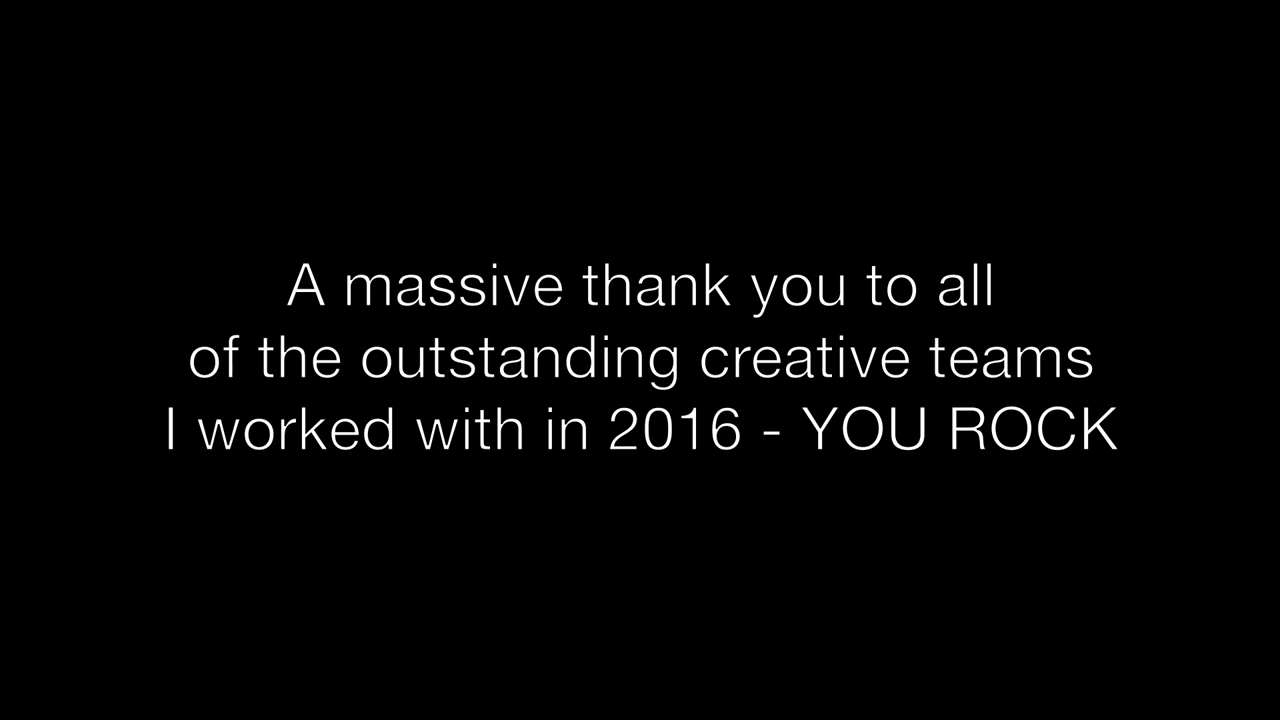 A massive thank you to all
of the outstanding creative teams
I worked with in 2016 - YOU ROCK